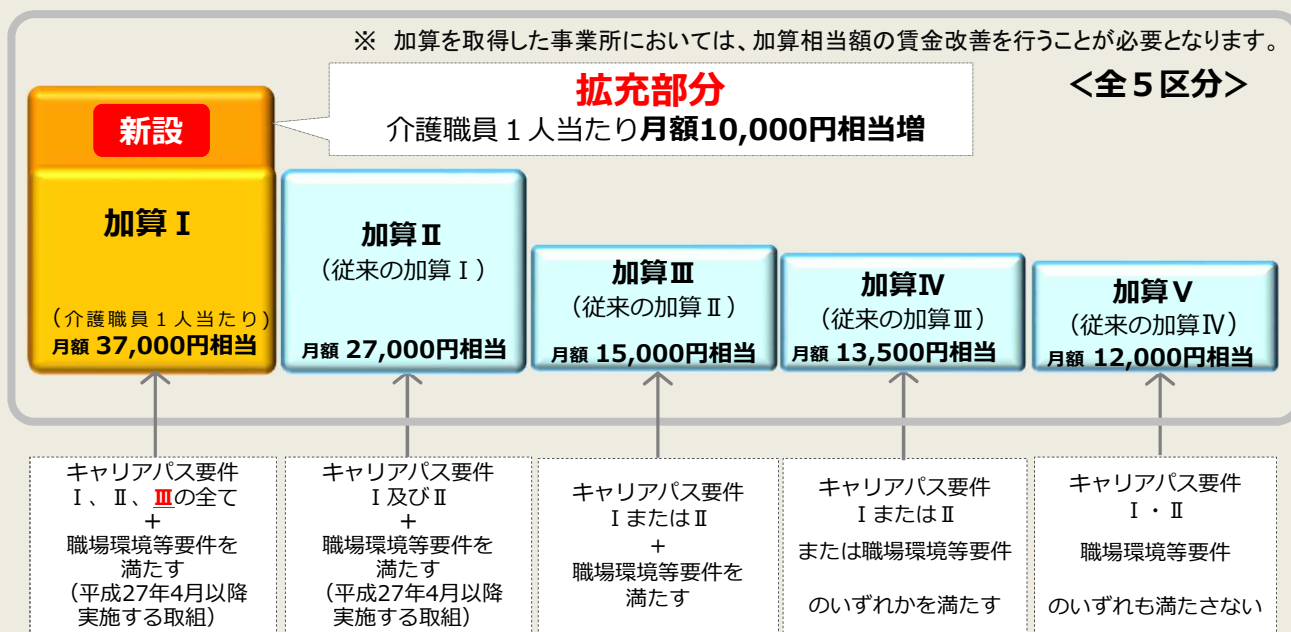 ※ 加算を取得した事業所においては、加算相当額の賃金改善を行うことが必要となります。
<全５区分>
拡充部分
介護職員１人当たり月額10,000円相当増
新設
加算Ⅰ
(介護職員１人当たり)
月額 37,000円相当
加算Ⅱ
(従来の加算Ⅰ)
月額 27,000円相当
加算Ⅲ
(従来の加算Ⅱ)
月額 15,000円相当
加算Ⅳ
(従来の加算Ⅲ)
月額 13,500円相当
加算Ⅴ
(従来の加算Ⅳ)
月額 12,000円相当
キャリアパス要件
Ⅰ、Ⅱ、Ⅲの全て
+
職場環境等要件を
満たす
(平成27年4月以降
実施する取組)
キャリアパス要件
Ⅰ及びⅡ
+
職場環境等要件を
満たす
(平成27年4月以降
実施する取組)
キャリアパス要件
ⅠまたはⅡ
+
職場環境等要件を
満たす
キャリアパス要件
ⅠまたはⅡ
または職場環境等要件
のいずれかを満たす
キャリアパス要件
Ⅰ・Ⅱ
職場環境等要件
のいずれも満たさない